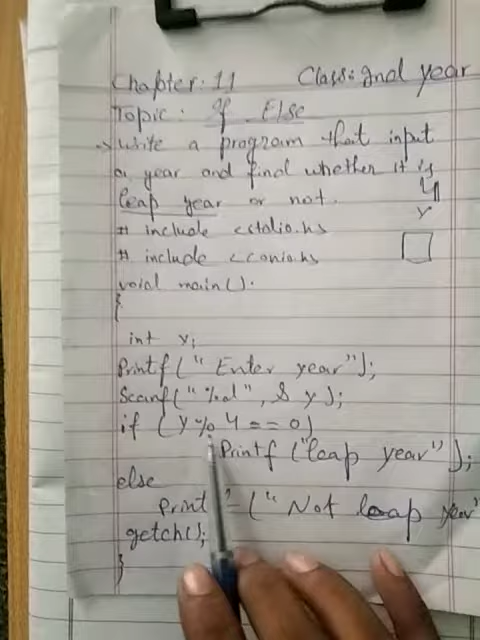 Chapter: 11 Class: 2nd year
Topic: If Else
Write a program that input
a year and find whether it is
leap year or not.
4
y
# include <stdio.h>
# include <conio.h>
void main().
{
int y;
Printf ("Enter year");
Scanf ("%d", & y);
if (y % 4 == 0)
Printf ("leap year");
else
Print ("Not leap year"
getch();
}